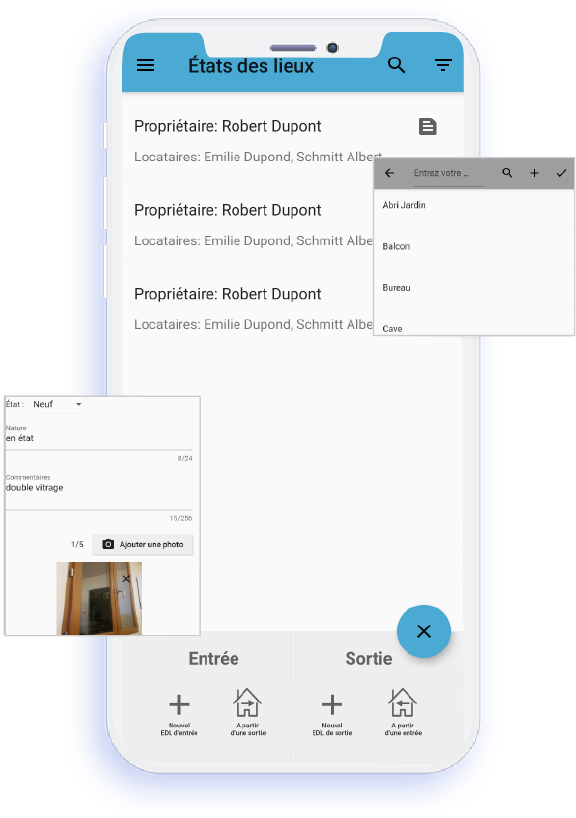 États des lieux
Propriétaire: Robert Dupont
Locataires: Emilie Dupond, Schmitt Albert
Entrez votre ...
Abri Jardin
Balcon
Bureau
Cave
Propriétaire: Robert Dupont
Locataires: Emilie Dupond, Schmitt Albe
Propriétaire: Robert Dupont
Locataires: Emilie Dupond, Schmitt Albe
État : Neuf
Nature
en état
8/24
Commentaires
double vitrage
15/256
1/5 Ajouter une photo
Entrée
Sortie
Nouvel
EDL d'entrée
A partir
d'une sortie
Nouvel
EDL de sortie
A partir
d'une entrée